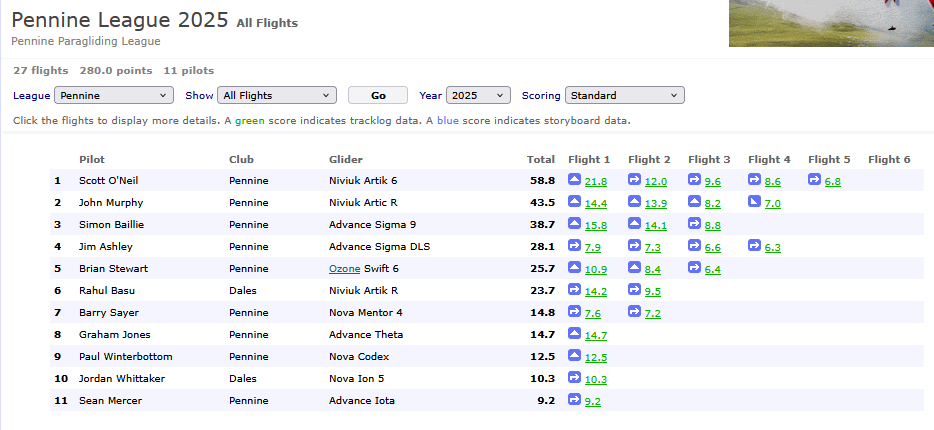 Pennine League 2025 All Flights
Pennine Paragliding League
27 flights 280.0 points 11 pilots
League Pennine Show All Flights Go Year 2025 Scoring Standard
Click the flights to display more details. A green score indicates tracklog data. A blue score indicates storyboard data.
Pilot Club Glider Total Flight 1 Flight 2 Flight 3 Flight 4 Flight 5 Flight 6
1 Scott O'Neil Pennine Niviuk Artik 6 58.8 21.8 12.0 9.6 8.6 6.8
2 John Murphy Pennine Niviuk Artic R 43.5 14.4 13.9 8.2 7.0
3 Simon Baillie Pennine Advance Sigma 9 38.7 15.8 14.1 8.8
4 Jim Ashley Pennine Advance Sigma DLS 28.1 7.9 7.3 6.6 6.3
5 Brian Stewart Pennine Ozone Swift 6 25.7 10.9 8.4 6.4
6 Rahul Basu Dales Niviuk Artik R 23.7 14.2 9.5
7 Barry Sayer Pennine Nova Mentor 4 14.8 7.6 7.2
8 Graham Jones Pennine Advance Theta 14.7 14.7
9 Paul Winterbottom Pennine Nova Codex 12.5 12.5
10 Jordan Whittaker Dales Nova Ion 5 10.3 10.3
11 Sean Mercer Pennine Advance Iota 9.2 9.2